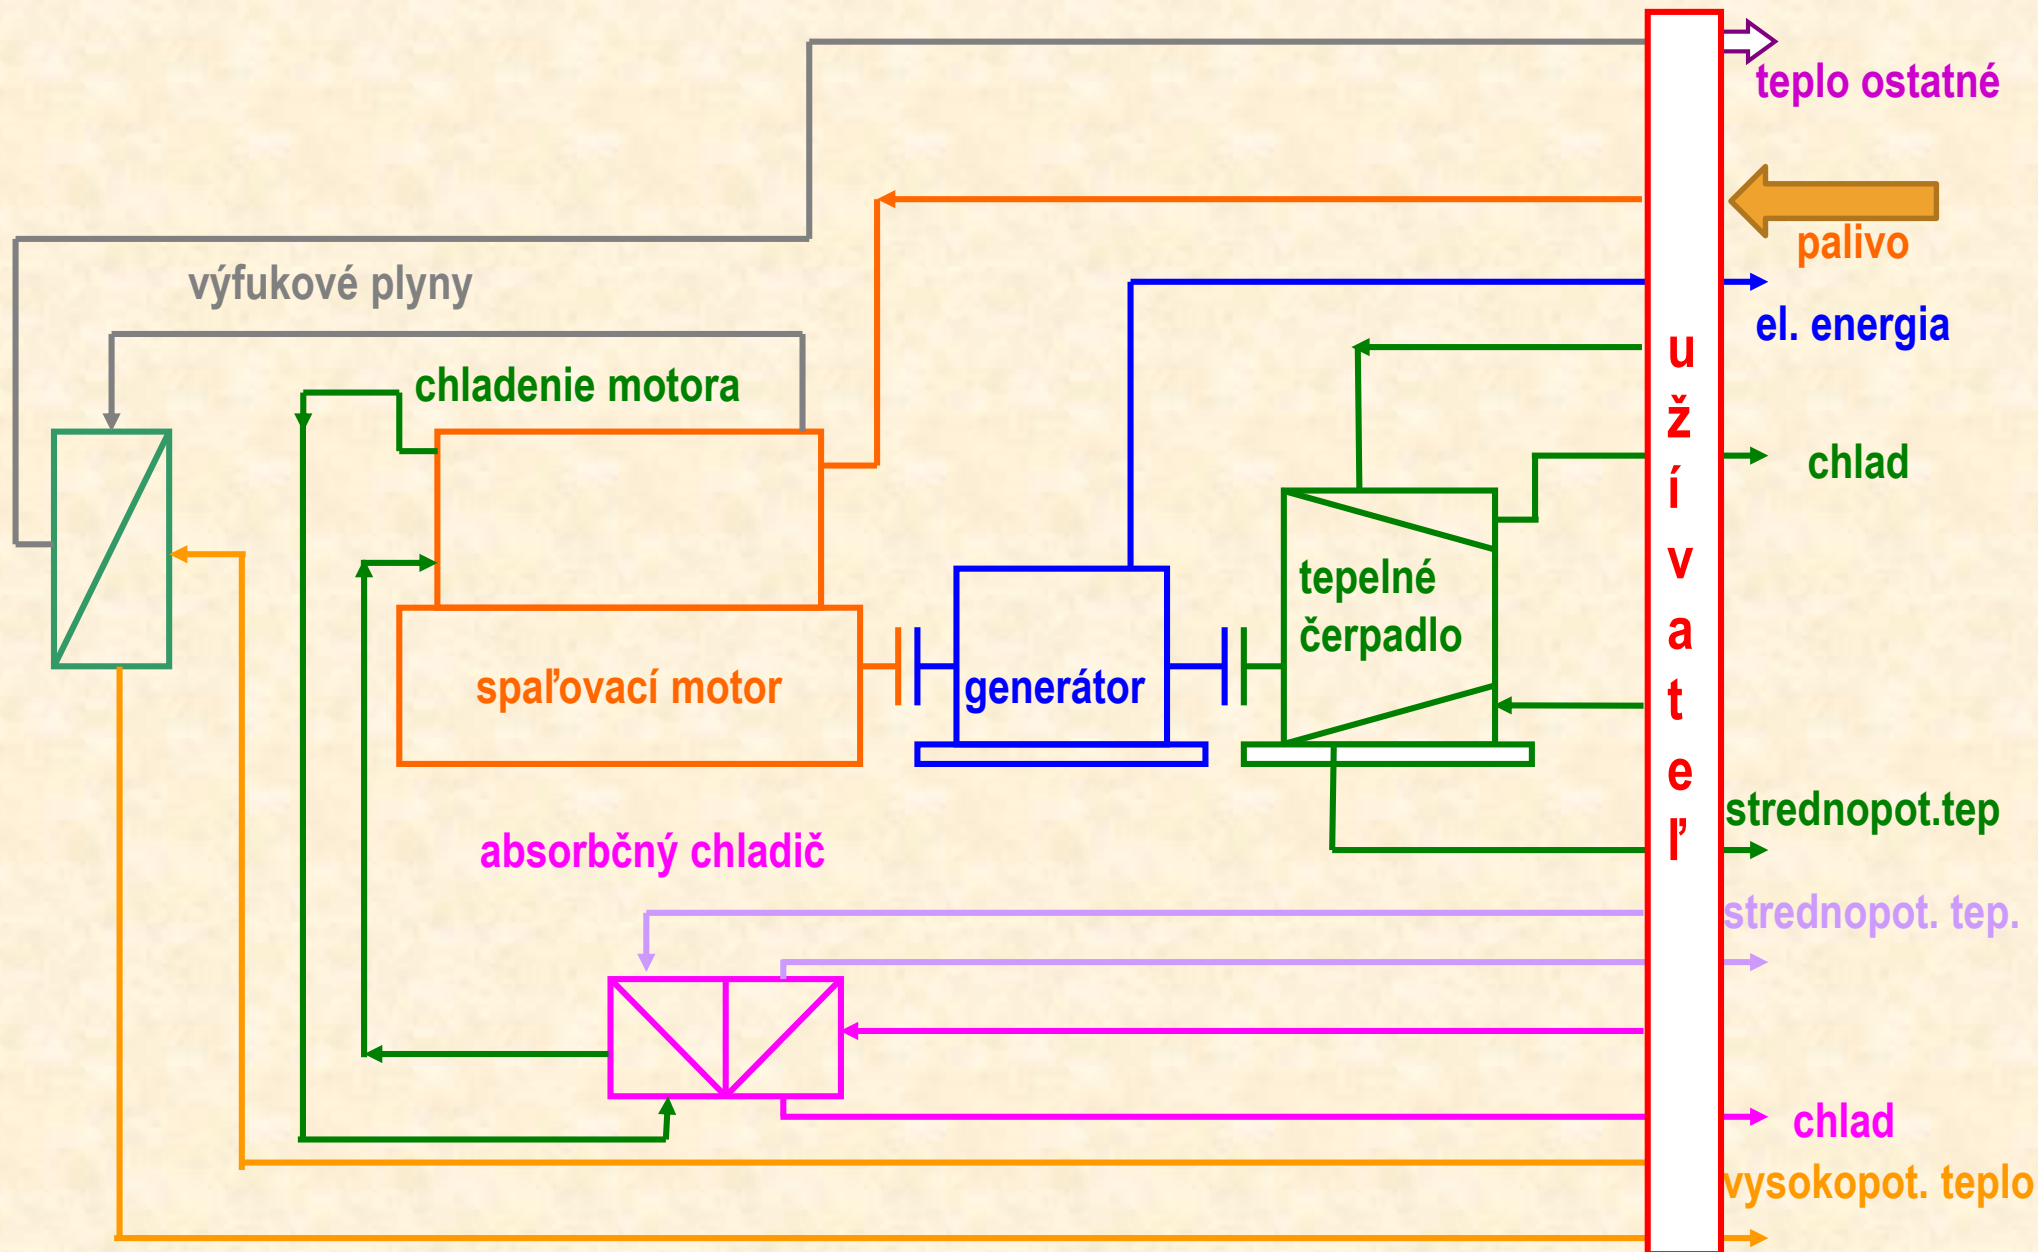 teplo ostatné
palivo
výfukové plyny
el. energia
chladenie motora
chlad
tepelné
čerpadlo
spaľovací motor
generátor
užívateľ
strednopot.tep
absorbčný chladič
strednopot. tep.
chlad
vysokopot. teplo